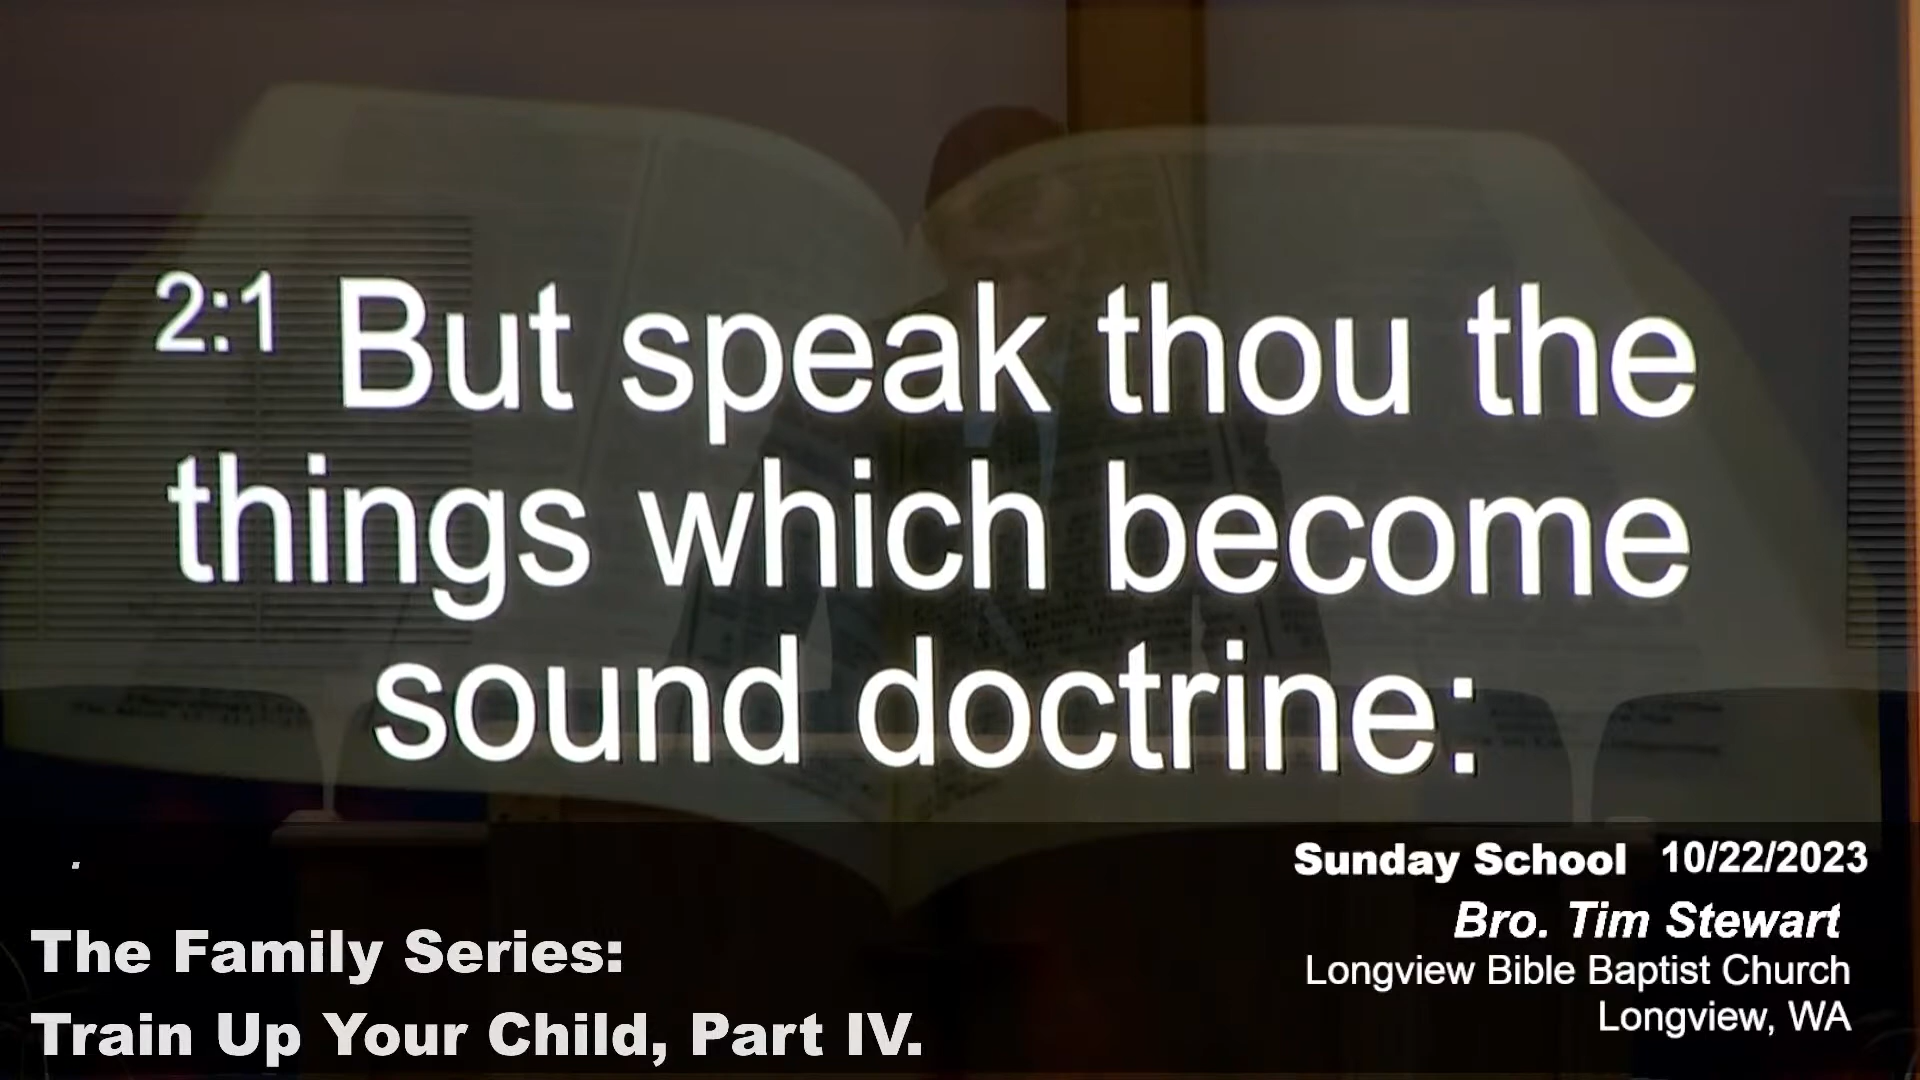 2:1 But speak thou the
things which become
sound doctrine:
Sunday School 10/22/2023
Bro. Tim Stewart
Longview Bible Baptist Church
Longview, WA
.
The Family Series:
Train Up Your Child, Part IV.